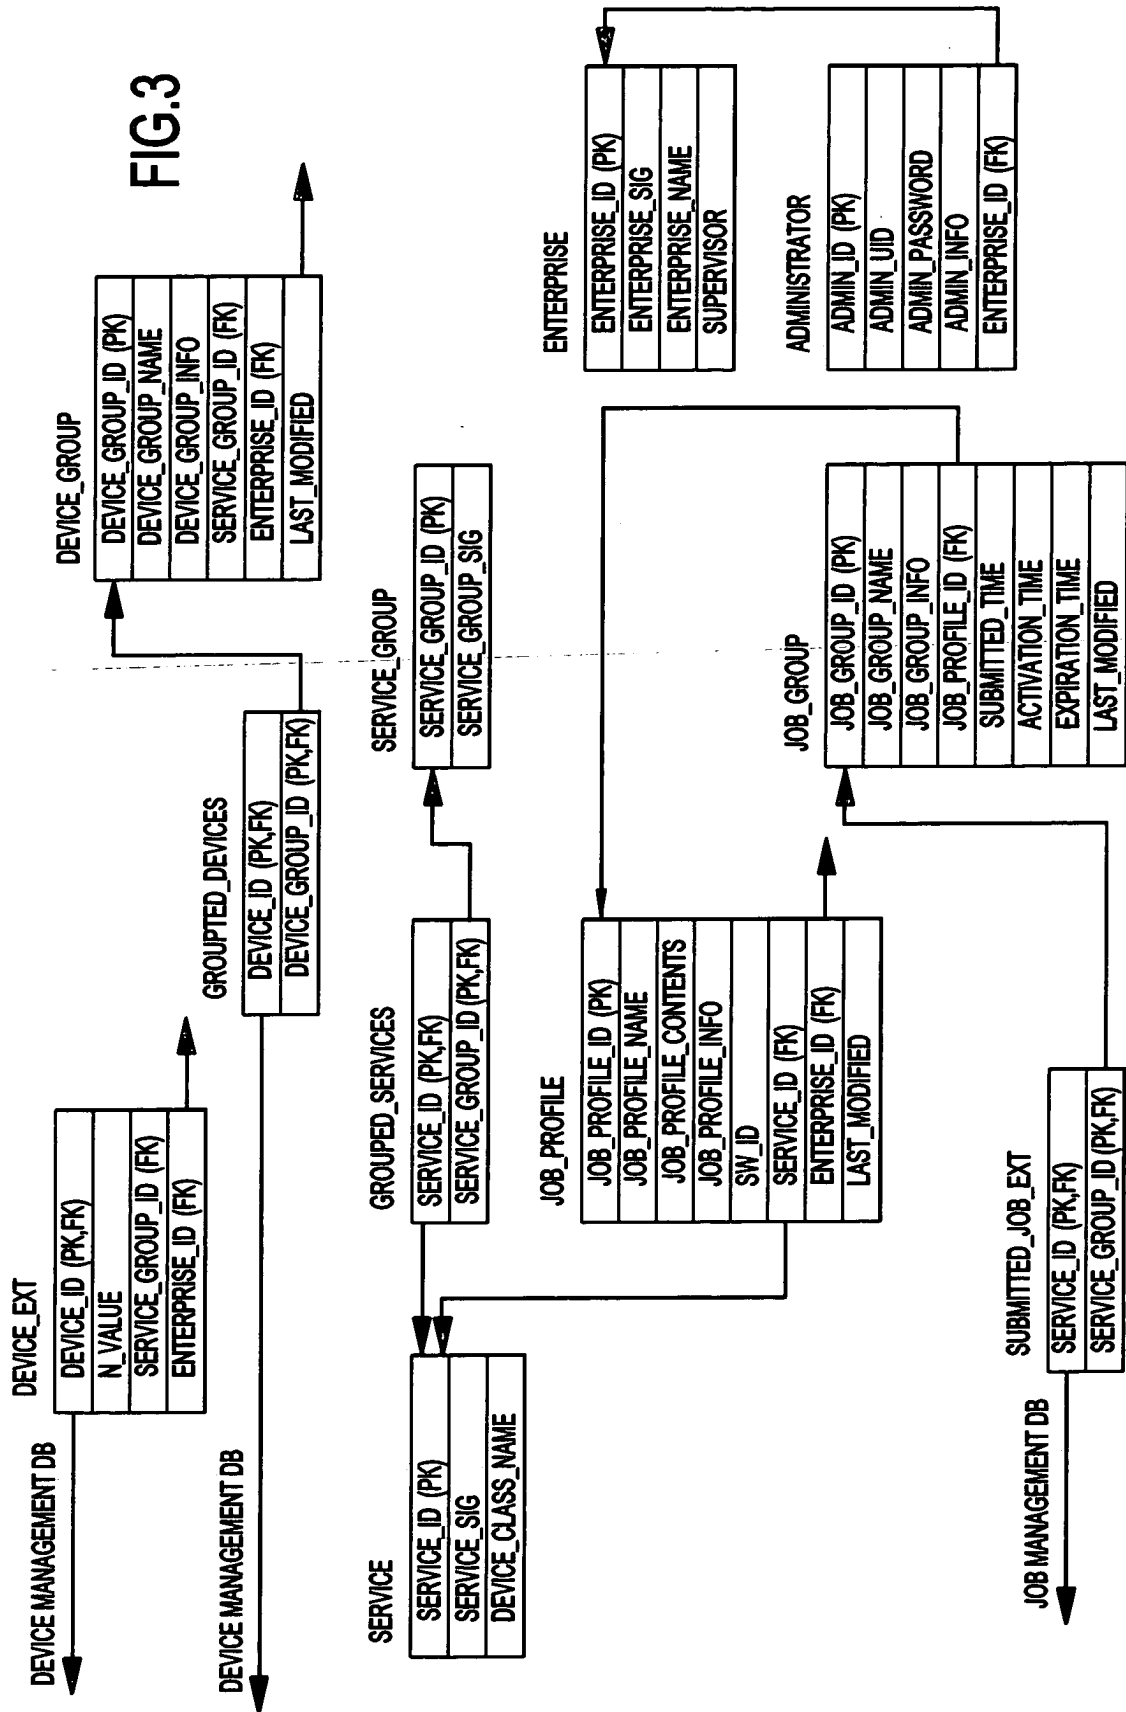 FIG.3
DEVICE MANAGEMENT DB
DEVICE_EXT
DEVICE_ID (PK,FK)
N_VALUE
SERVICE_GROUP_ID (FK)
ENTERPRISE_ID (FK)
DEVICE MANAGEMENT DB
GROUPTED_DEVICES
DEVICE_ID (PK,FK)
DEVICE_GROUP_ID (PK,FK)
DEVICE_GROUP
DEVICE_GROUP_ID (PK)
DEVICE_GROUP_NAME
DEVICE_GROUP_INFO
SERVICE_GROUP_ID (FK)
ENTERPRISE_ID (FK)
LAST_MODIFIED
SERVICE
SERVICE_ID (PK)
SERVICE_SIG
DEVICE_CLASS_NAME
GROUPED_SERVICES
SERVICE_ID (PK,FK)
SERVICE_GROUP_ID (PK,FK)
SERVICE_GROUP
SERVICE_GROUP_ID (PK)
SERVICE_GROUP_SIG
JOB_PROFILE
JOB_PROFILE_ID (PK)
JOB_PROFILE_NAME
JOB_PROFILE_CONTENTS
JOB_PROFILE_INFO
SW_ID
SERVICE_ID (FK)
ENTERPRISE_ID (FK)
LAST_MODIFIED
ENTERPRISE
ENTERPRISE_ID (PK)
ENTERPRISE_SIG
ENTERPRISE_NAME
SUPERVISOR
JOB MANAGEMENT DB
SUBMITTED_JOB_EXT
SERVICE_ID (PK,FK)
SERVICE_GROUP_ID (PK,FK)
JOB_GROUP
JOB_GROUP_ID (PK)
JOB_GROUP_NAME
JOB_GROUP_INFO
JOB_PROFILE_ID (FK)
SUBMITTED_TIME
ACTIVATION_TIME
EXPIRATION_TIME
LAST_MODIFIED
ADMINISTRATOR
ADMIN_ID (PK)
ADMIN_UID
ADMIN_PASSWORD
ADMIN_INFO
ENTERPRISE_ID (FK)